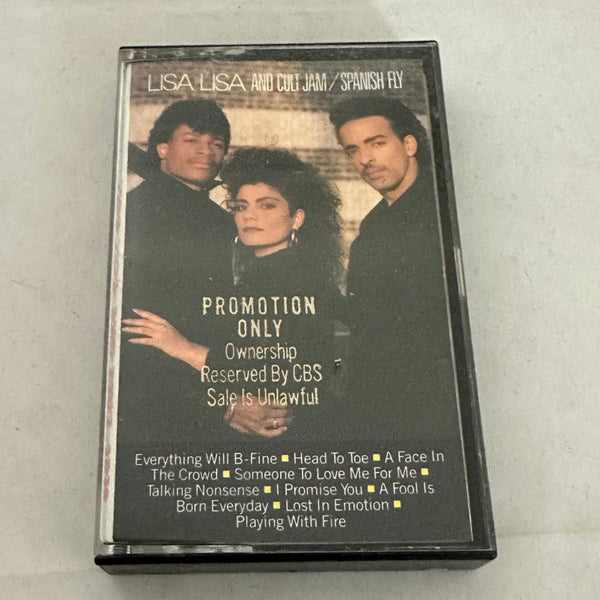 LISA LISA AND CULT JAM / SPANISH FLY
PROMOTION
ONLY
Ownership
Reserved By CBS
Sale Is Unlawful
Everything Will B-Fine ■ Head To Toe ■ A Face In
The Crowd ■ Someone To Love Me For Me ■
Talking Nonsense ■ I Promise You ■ A Fool Is
Born Everyday ■ Lost In Emotion ■
Playing With Fire